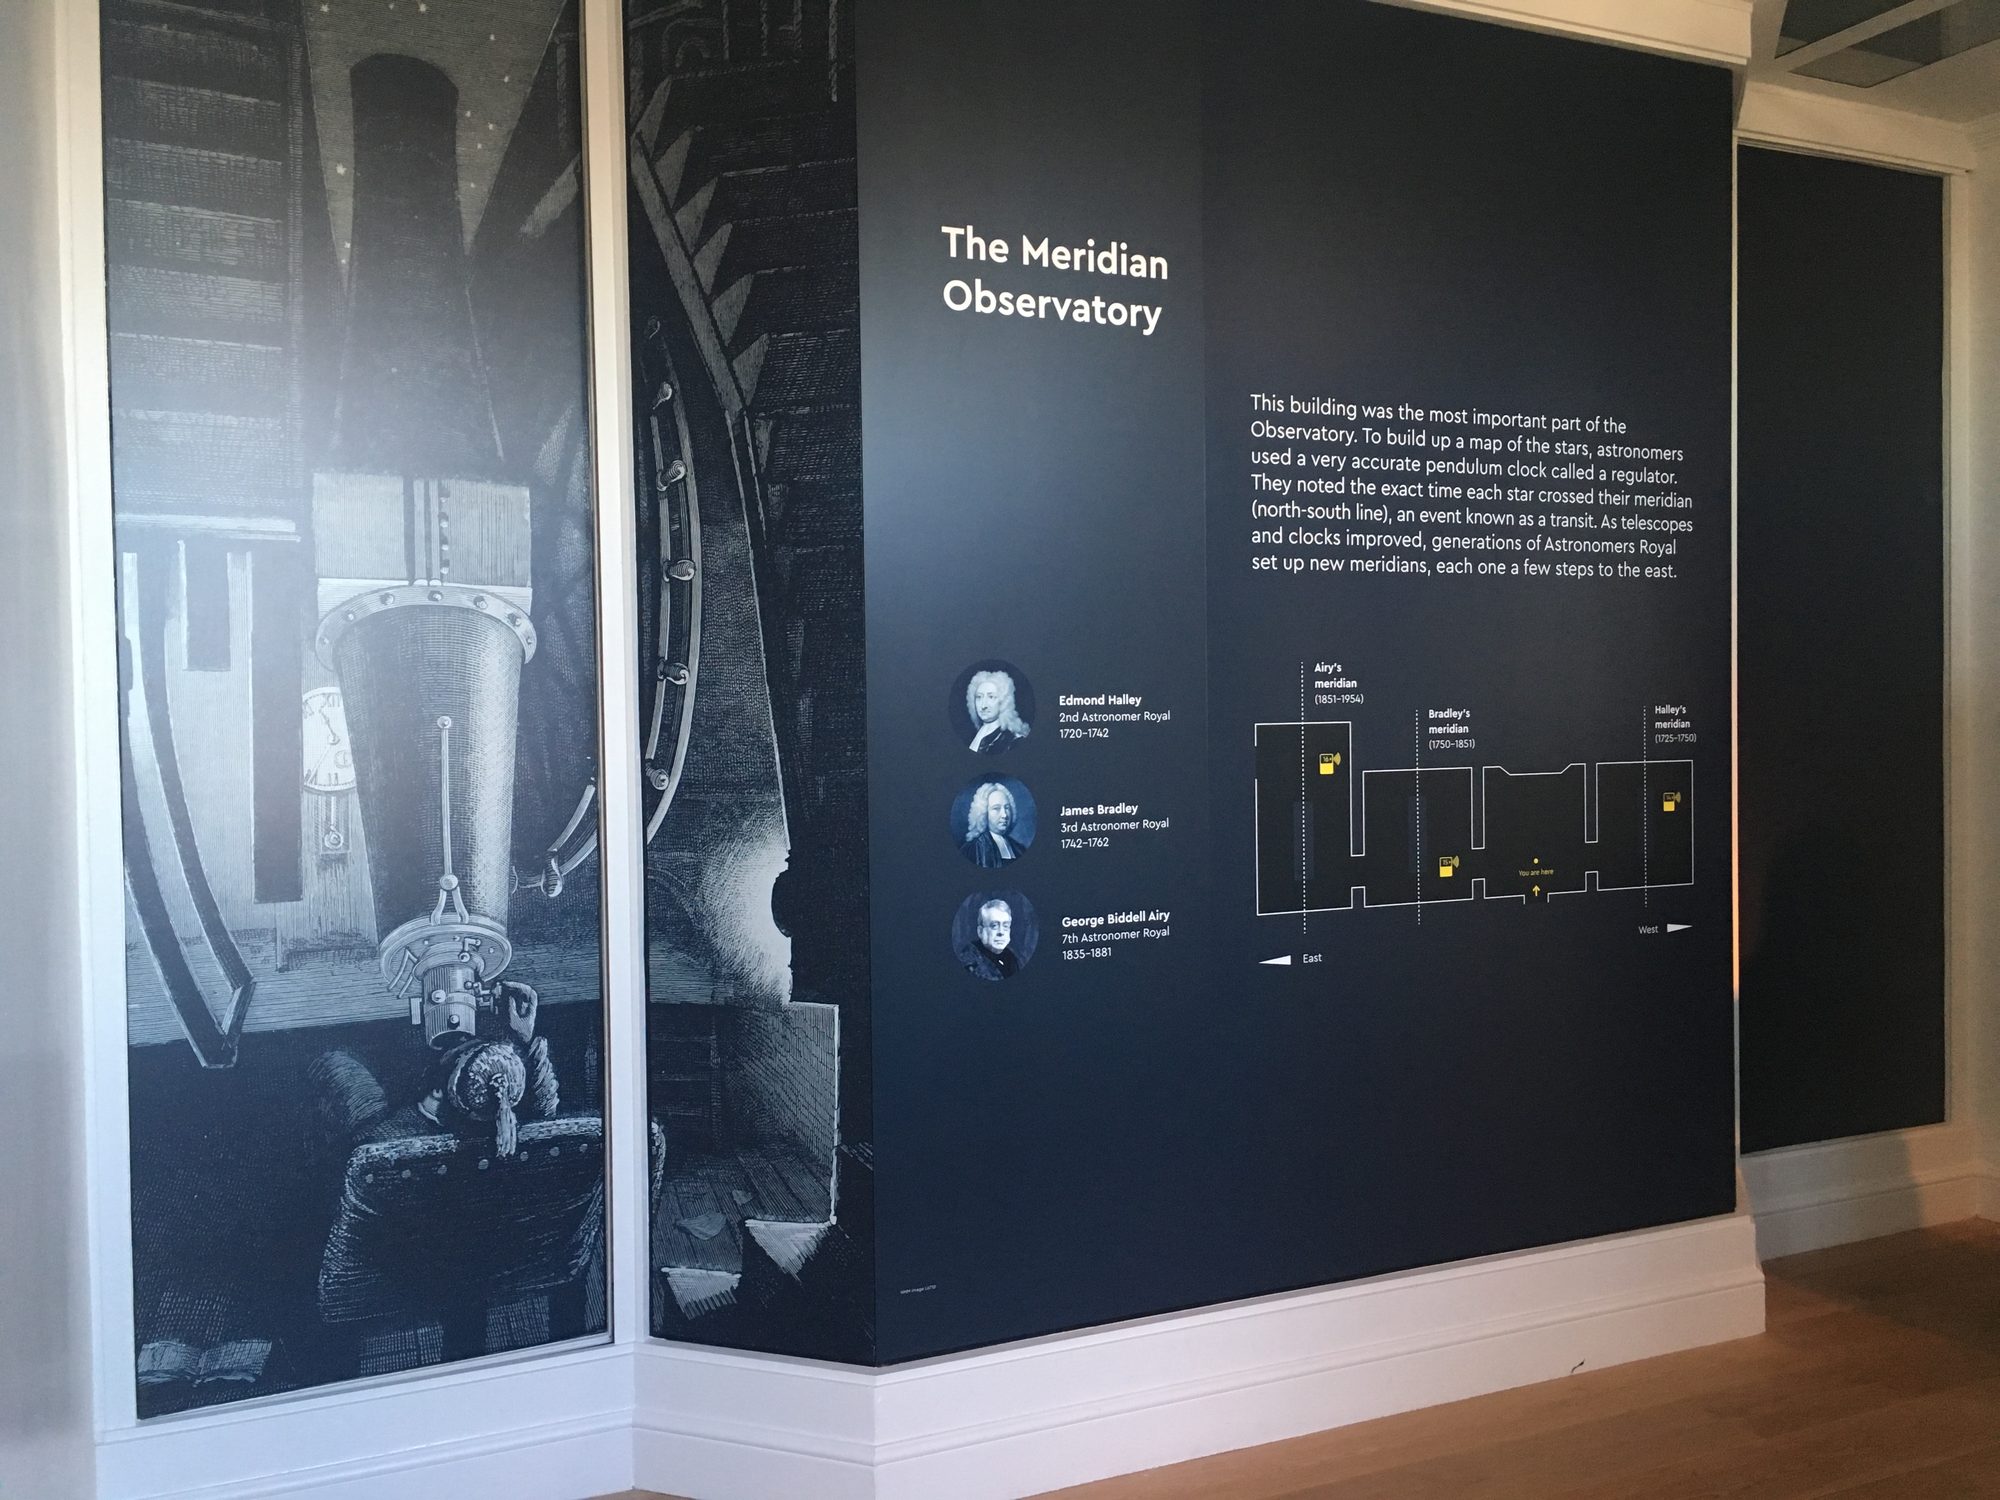 The Meridian
Observatory
This building was the most important part of the
Observatory. To build up a map of the stars, astronomers
used a very accurate pendulum clock called a regulator.
They noted the exact time each star crossed their meridian
(north-south line), an event known as a transit. As telescopes
and clocks improved, generations of Astronomers Royal
set up new meridians, each one a few steps to the east.
Edmond Halley
2nd Astronomer Royal
1720–1742
James Bradley
3rd Astronomer Royal
1742–1762
George Biddell Airy
7th Astronomer Royal
1835–1881
Airy's
meridian
(1851–1954)
Bradley's
meridian
(1750–1851)
Halley's
meridian
(1725–1750)
You are here
East
West